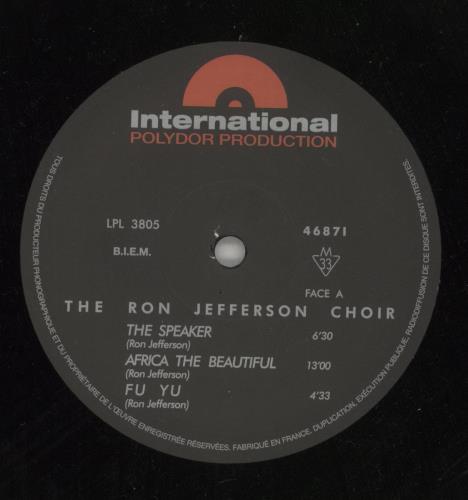 International
POLYDOR PRODUCTION
LPL 3805
46871
B.I.E.M.
M
33
FACE A
THE RON JEFFERSON CHOIR
THE SPEAKER 6'30
(Ron Jefferson)
AFRICA THE BEAUTIFUL 13'00
(Ron Jefferson)
FU YU 4'33
(Ron Jefferson)
TOUS DROITS DU PRODUCTEUR PHONOGRAPHIQUE ET DU PROPRIÉTAIRE DE L'ŒUVRE ENREGISTRÉE RÉSERVÉES. FABRIQUÉ EN FRANCE. DUPLICATION, EXÉCUTION PUBLIQUE, RADIODIFFUSION DE CE DISQUE SONT INTERDITES.